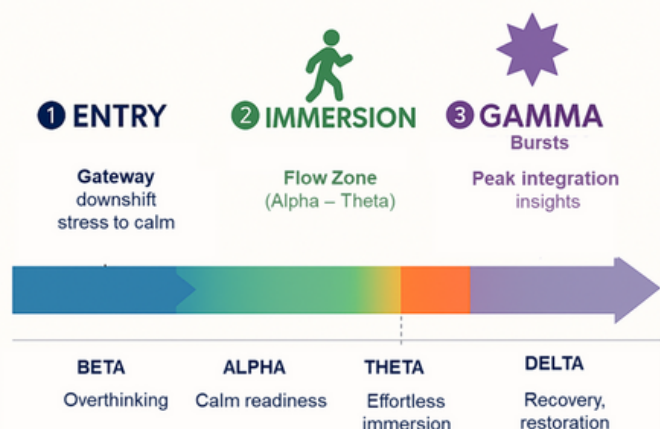 1 ENTRY
Gateway
downshift
stress to calm
2 IMMERSION
Flow Zone
(Alpha – Theta)
3 GAMMA
Bursts
Peak integration
insights
BETA
Overthinking
ALPHA
Calm readiness
THETA
Effortless
immersion
DELTA
Recovery,
restoration